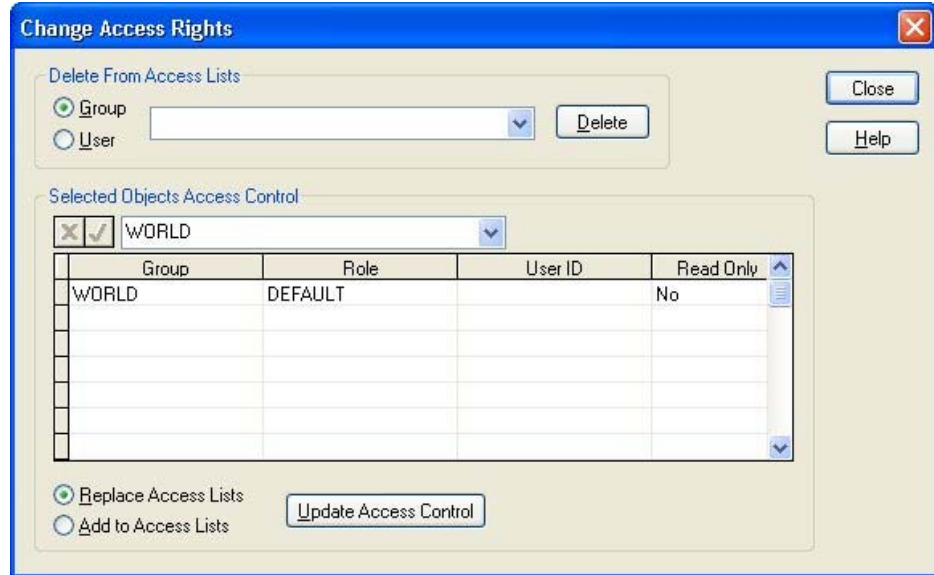 Change Access Rights
Delete From Access Lists
Group
User
Delete
Close
Help
Selected Objects Access Control
WORLD
Group Role User ID Read Only
WORLD DEFAULT No
Replace Access Lists
Add to Access Lists
Update Access Control